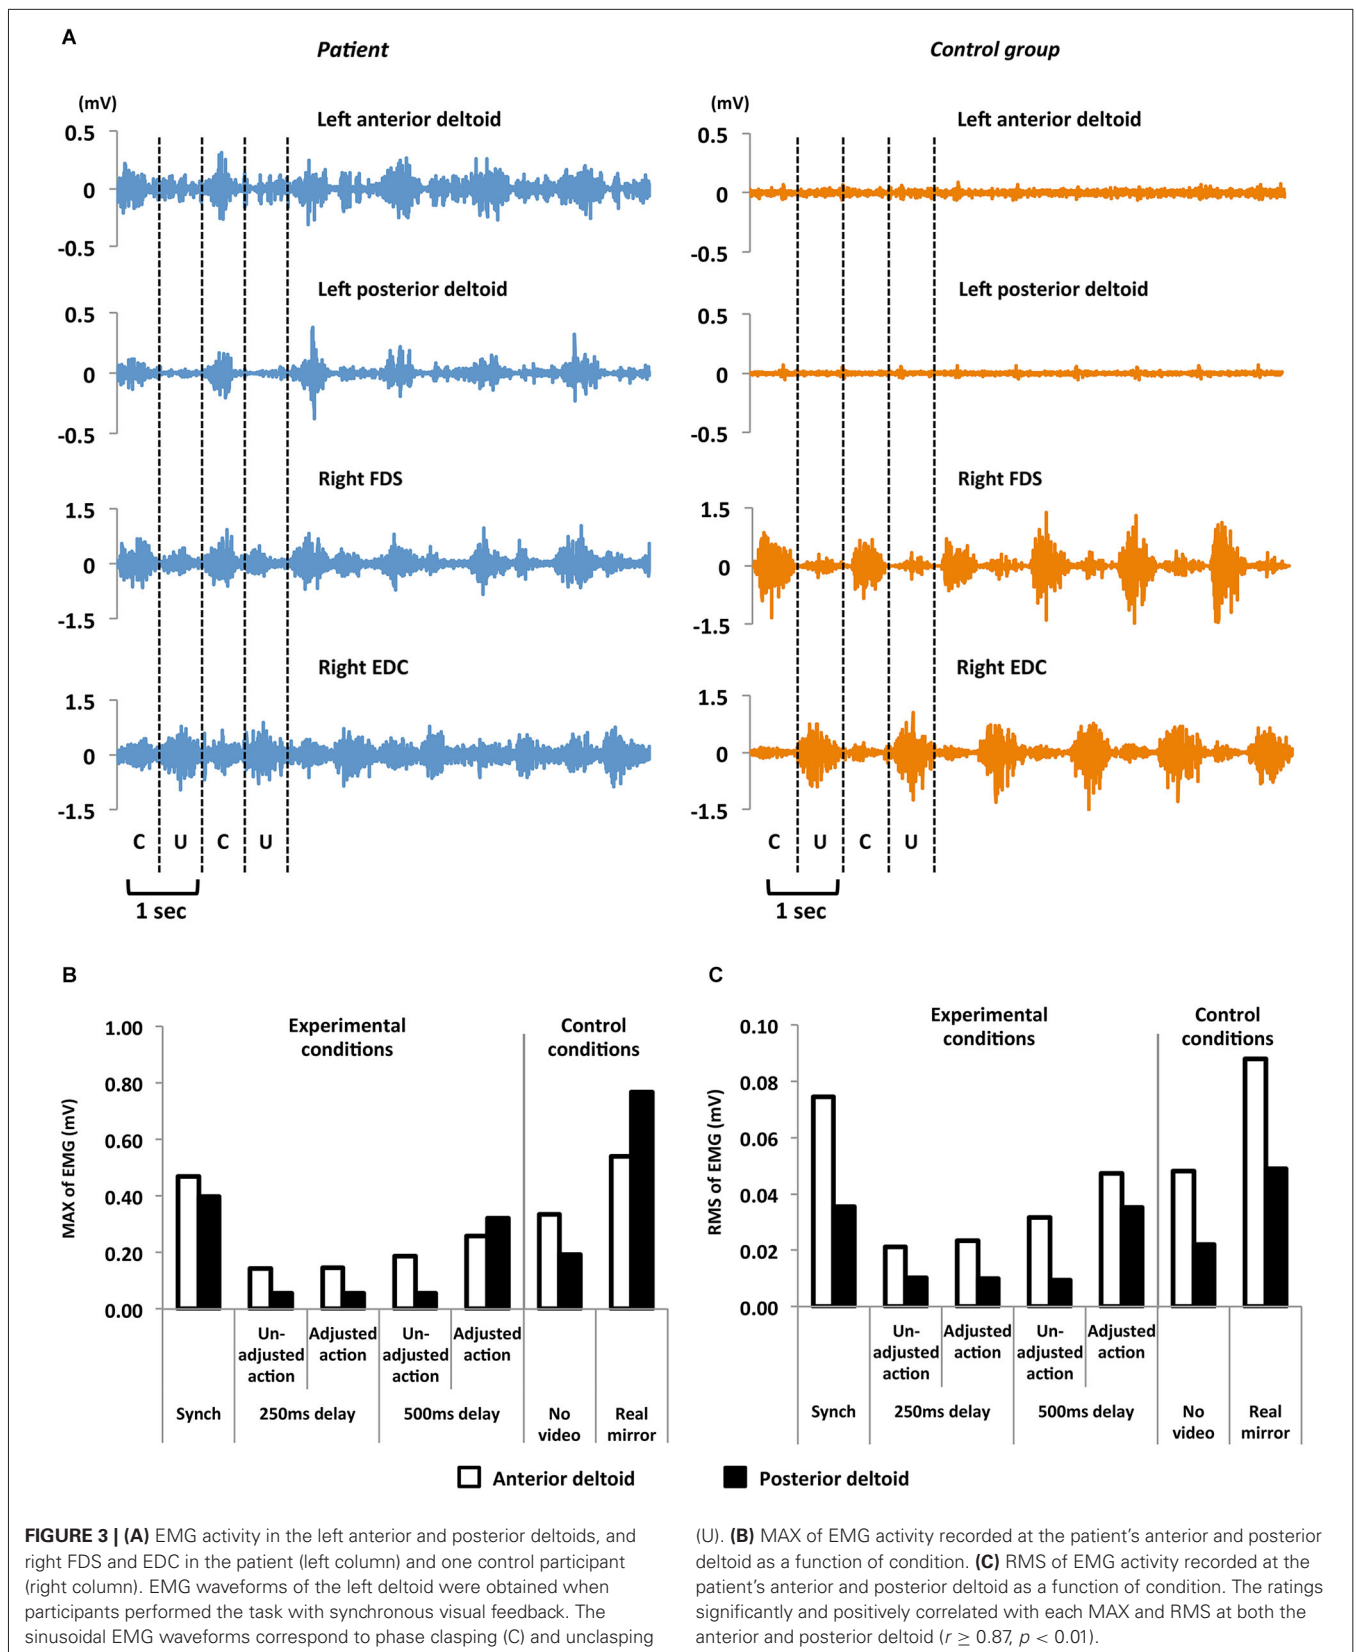 A
Patient
Control group
(mV)
Left anterior deltoid
0.5
0
-0.5
Left posterior deltoid
0.5
0
-0.5
Right FDS
1.5
0
-1.5
Right EDC
1.5
0
-1.5
C U C U
1 sec
(mV)
Left anterior deltoid
0.5
0
-0.5
Left posterior deltoid
0.5
0
-0.5
Right FDS
1.5
0
-1.5
Right EDC
1.5
0
-1.5
C U C U
1 sec
B
MAX of EMG (mV)
1.00
0.80
0.60
0.40
0.20
0.00
Experimental
conditions
Control
conditions
Un-
adjusted
action
Adjusted
action
Un-
adjusted
action
Adjusted
action
Synch
250ms delay
500ms delay
No
video
Real
mirror
C
RMS of EMG (mV)
0.10
0.08
0.06
0.04
0.02
0.00
Experimental
conditions
Control
conditions
Un-
adjusted
action
Adjusted
action
Un-
adjusted
action
Adjusted
action
Synch
250ms delay
500ms delay
No
video
Real
mirror
Anterior deltoid
Posterior deltoid
FIGURE 3 | (A) EMG activity in the left anterior and posterior deltoids, and
right FDS and EDC in the patient (left column) and one control participant
(right column). EMG waveforms of the left deltoid were obtained when
participants performed the task with synchronous visual feedback. The
sinusoidal EMG waveforms correspond to phase clasping (C) and unclasping
(U). (B) MAX of EMG activity recorded at the patient's anterior and posterior
deltoid as a function of condition. (C) RMS of EMG activity recorded at the
patient's anterior and posterior deltoid as a function of condition. The ratings
significantly and positively correlated with each MAX and RMS at both the
anterior and posterior deltoid (r ≥ 0.87, p < 0.01).